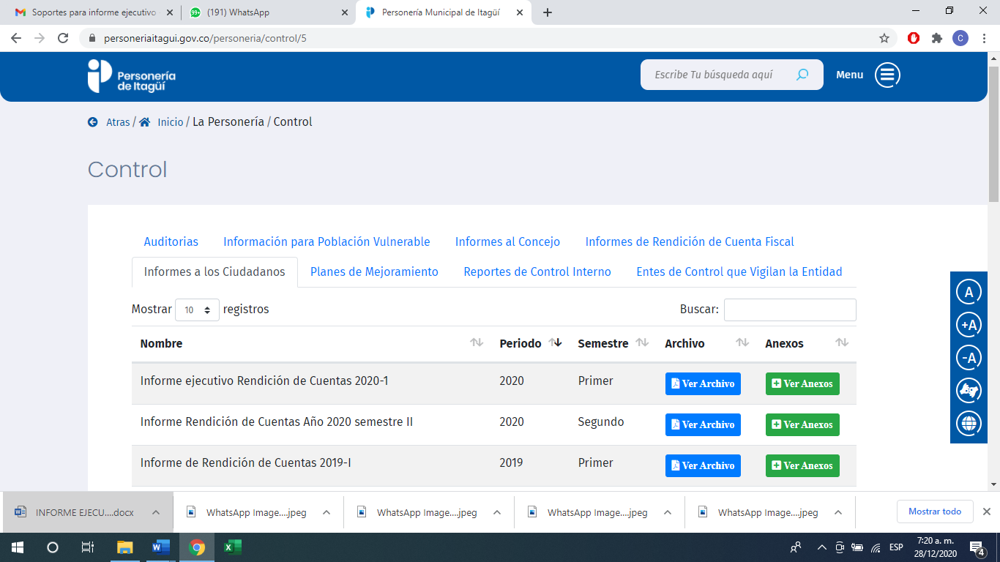 Soportes para informe ejecutivo
99+
(191) WhatsApp
Personería Municipal de Itagüí
personeriaitagui.gov.co/personeria/control/5
C
Personería
de Itagüí
Escribe Tu búsqueda aquí
Menu
Atras / Inicio / La Personería / Control
Control
Auditorias
Información para Población Vulnerable
Informes al Concejo
Informes de Rendición de Cuenta Fiscal
Informes a los Ciudadanos
Planes de Mejoramiento
Reportes de Control Interno
Entes de Control que Vigilan la Entidad
Mostrar 10 registros
Buscar:
Nombre Periodo Semestre Archivo Anexos
Informe ejecutivo Rendición de Cuentas 2020-1 2020 Primer Ver Archivo Ver Anexos
Informe Rendición de Cuentas Año 2020 semestre II 2020 Segundo Ver Archivo Ver Anexos
Informe de Rendición de Cuentas 2019-I 2019 Primer Ver Archivo Ver Anexos
A
+A
-A
INFORME EJECU....docx
WhatsApp Image....jpeg
WhatsApp Image....jpeg
WhatsApp Image....jpeg
WhatsApp Image....jpeg
Mostrar todo
ESP
7:20 a. m.
28/12/2020
4